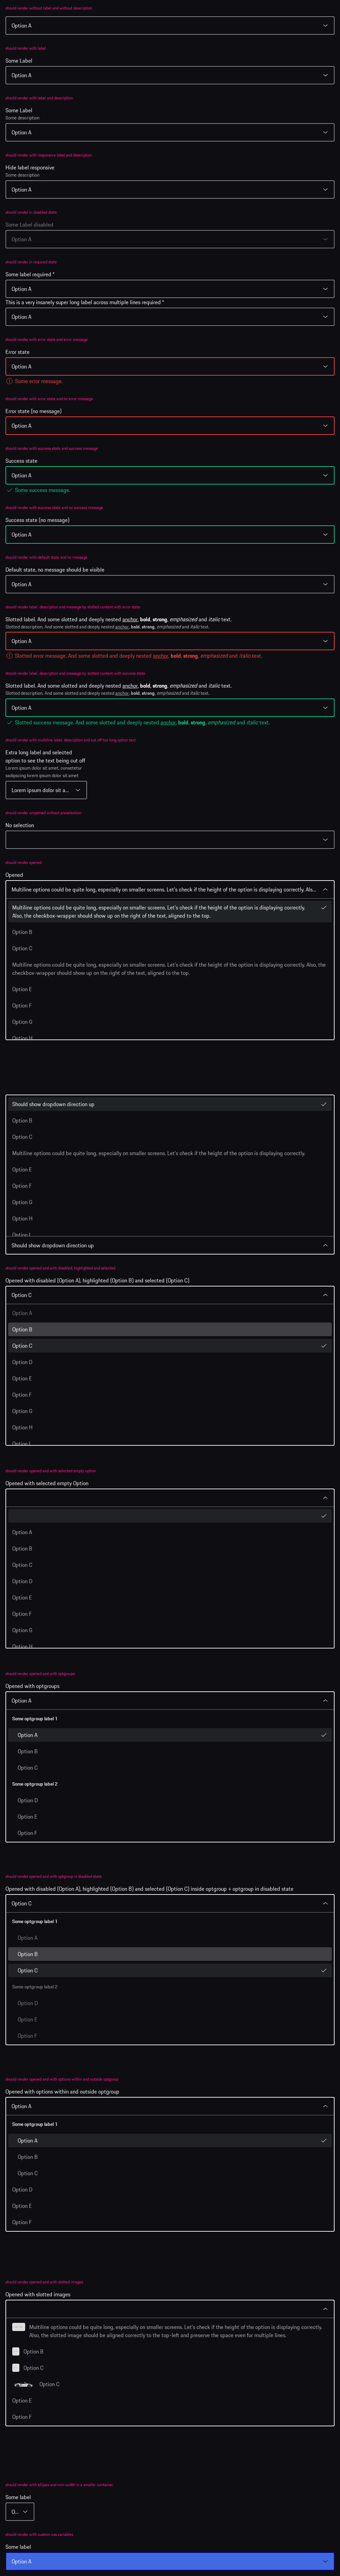 should render without label and without description
Option A
should render with label
Some Label
Option A
should render with label and description
Some Label
Some description
Option A
should render with responsive label and description
Hide label responsive
Some description
Option A
should render in disabled state
Some Label disabled
Option A
should render in required state
Some label required *
Option A
This is a very insanely super long label across multiple lines required *
Option A
should render with error state and error message
Error state
Option A
Some error message.
should render with error state and no error message
Error state (no message)
Option A
should render with success state and success message
Success state
Option A
Some success message.
should render with success state and no success message
Success state (no message)
Option A
should render with default state and no message
Default state, no message should be visible
Option A
should render label, description and message by slotted content with error state
Slotted label. And some slotted and deeply nested anchor, bold, strong, emphasized and italic text.
Slotted description. And some slotted and deeply nested anchor, bold, strong, emphasized and italic text.
Option A
Slotted error message. And some slotted and deeply nested anchor, bold, strong, emphasized and italic text.
should render label, description and message by slotted content with success state
Slotted label. And some slotted and deeply nested anchor, bold, strong, emphasized and italic text.
Slotted description. And some slotted and deeply nested anchor, bold, strong, emphasized and italic text.
Option A
Slotted success message. And some slotted and deeply nested anchor, bold, strong, emphasized and italic text.
should render with multiline label, description and cut off too long option text
Extra long label and selected
option to see the text being cut off
Lorem ipsum dolor sit amet, consetetur
sadipscing lorem ipsum dolor sit amet
Lorem ipsum dolor sit a...
should render unopened without preselection
No selection
should render opened
Opened
Multiline options could be quite long, especially on smaller screens. Let's check if the height of the option is displaying correctly. Als...
Multiline options could be quite long, especially on smaller screens. Let's check if the height of the option is displaying correctly.
Also, the checkbox-wrapper should show up on the right of the text, aligned to the top.
Option B
Option C
Multiline options could be quite long, especially on smaller screens. Let's check if the height of the option is displaying correctly. Also, the
checkbox-wrapper should show up on the right of the text, aligned to the top.
Option E
Option F
Option G
Option H
Should show dropdown direction up
Option B
Option C
Multiline options could be quite long, especially on smaller screens. Let's check if the height of the option is displaying correctly.
Option E
Option F
Option G
Option H
Option I
Should show dropdown direction up
should render opened and with disabled, highlighted and selected
Opened with disabled (Option A), highlighted (Option B) and selected (Option C)
Option C
Option A
Option B
Option C
Option D
Option E
Option F
Option G
Option H
Option I
should render opened and with selected empty option
Opened with selected empty Option
Option A
Option B
Option C
Option D
Option E
Option F
Option G
Option H
should render opened and with optgroups
Opened with optgroups
Option A
Some optgroup label 1
Option A
Option B
Option C
Some optgroup label 2
Option D
Option E
Option F
should render opened and with optgroup in disabled state
Opened with disabled (Option A), highlighted (Option B) and selected (Option C) inside optgroup + optgroup in disabled state
Option C
Some optgroup label 1
Option A
Option B
Option C
Some optgroup label 2
Option D
Option E
Option F
should render opened and with options within and outside optgroup
Opened with options within and outside optgroup
Option A
Some optgroup label 1
Option A
Option B
Option C
Option D
Option E
Option F
should render opened and with slotted images
Opened with slotted images
Multiline options could be quite long, especially on smaller screens. Let's check if the height of the option is displaying correctly.
Also, the slotted image should be aligned correctly to the top-left and preserve the space even for multiple lines.
Option B
Option C
Option C
Option E
Option F
should render with ellipsis and min-width in a smaller container
Some label
O...
should render with custom css variables
Some label
Option A